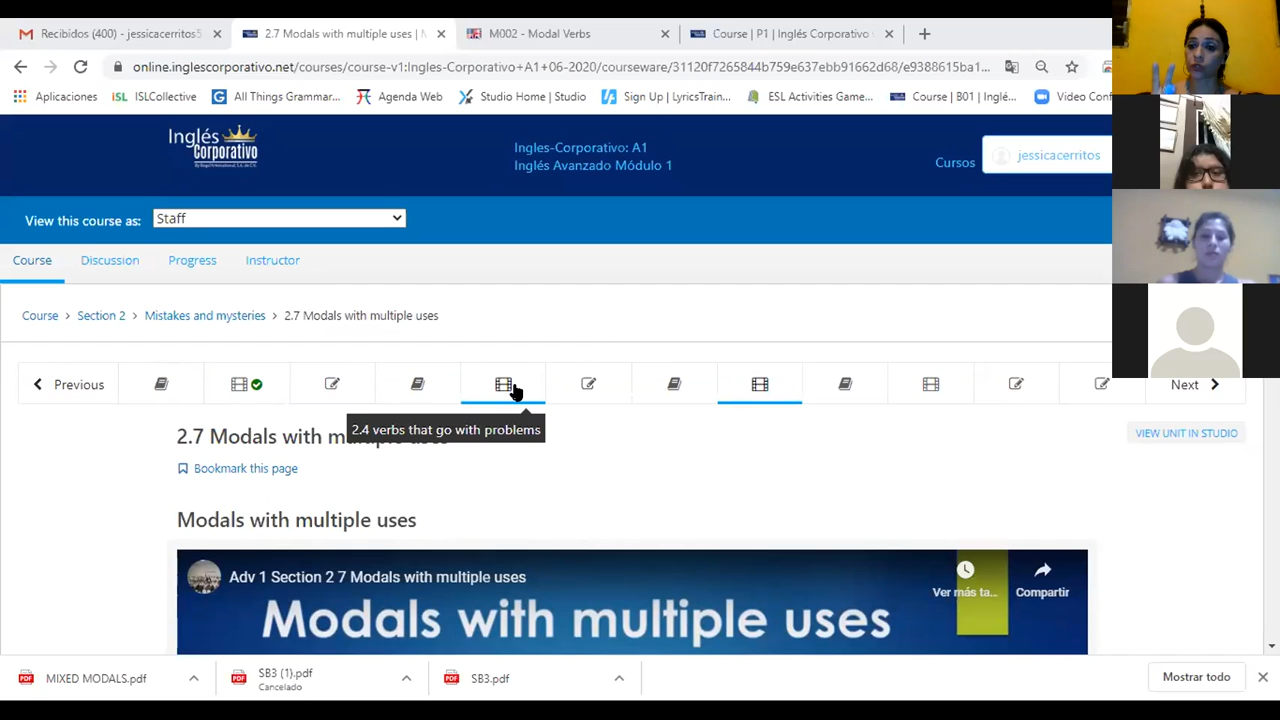 Recibidos (400) - jessicacerritos5
2.7 Modals with multiple uses |
M002 - Modal Verbs
Course | P1 | Inglés Corporativo
online.inglescorporativo.net/courses/course-v1:Ingles-Corporativo+A1+06-2020/courseware/31120f7265844b759e637ebb91662d68/e9388615ba1...
Aplicaciones
iSL ISLCollective
G All Things Grammar...
Agenda Web
Studio Home | Studio
Sign Up | LyricsTrain...
ESL Activities Game...
Course | B01 | Inglé...
Video Conf
Inglés
Corporativo
Ingles-Corporativo: A1
Inglés Avanzado Módulo 1
Cursos
jessicacerritos
View this course as:
Staff
Course
Discussion
Progress
Instructor
Course > Section 2 > Mistakes and mysteries > 2.7 Modals with multiple uses
Previous
Next
2.4 verbs that go with problems
2.7 Modals with mu
VIEW UNIT IN STUDIO
Bookmark this page
Modals with multiple uses
Adv 1 Section 2 7 Modals with multiple uses
Ver más ta...
Compartir
Modals with multiple uses
MIXED MODALS.pdf
SB3 (1).pdf
Cancelado
SB3.pdf
Mostrar todo